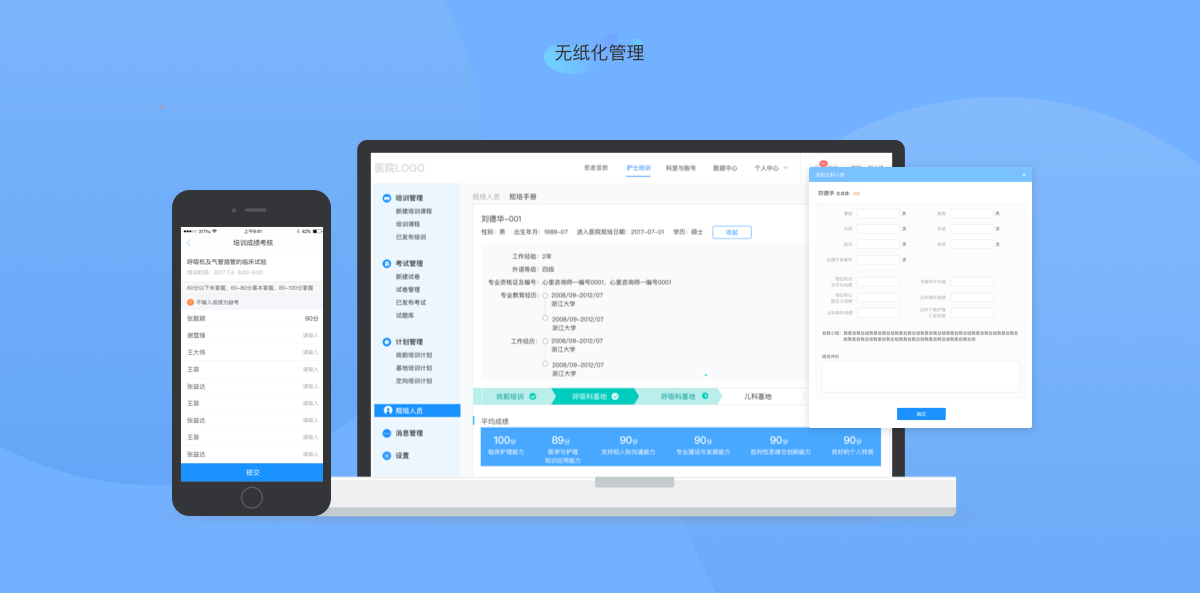 无纸化管理
317hu
上午9:41
42%
培训成绩考核
呼吸机及气管插管的临床试验
培训时间：2017.7.4 8:00-9:00
60分以下未掌握，60-80分基本掌握，80-100分掌握
不输入成绩为缺考
张靓颖 90分
谢霆锋 请输入
王大伟 请输入
王菲 请输入
张益达 请输入
王菲 请输入
张益达 请输入
王菲 请输入
张益达 请输入
提交
医院LOGO
患者宣教 护士培训 科室与账号 数据中心 个人中心
培训管理
新建培训课程
培训课程
已发布培训
考试管理
新建试卷
试卷管理
已发布考试
试题库
计划管理
岗前培训计划
基地培训计划
定向培训计划
规培人员
消息管理
设置
规培人员 规培手册
刘德华-001
性别：男 出生年月：1989-07 进入医院规培日期：2017-07-01 学历：硕士 收起
工作经验：2年
外语等级：四级
专业资格证及编号：心里咨询师—编号0001、心里咨询师—编号0001
专业教育经历：2008/09-2012/07
浙江大学
2008/09-2012/07
浙江大学
工作经历：2008/09-2012/07
浙江大学
2008/09-2012/07
浙江大学
岗前培训 呼吸科基地 呼吸科基地 儿科基地
平均成绩
100分 89分 90分 90分 90分 90分
临床护理能力 医学与护理 支持和人际沟通能力 专业建设与发展能力 批判性思维与创新能力 良好的个人特质
知识应用能力
刘德华 总成绩：
天 天
次 次
次 次
次
综合评价
确定